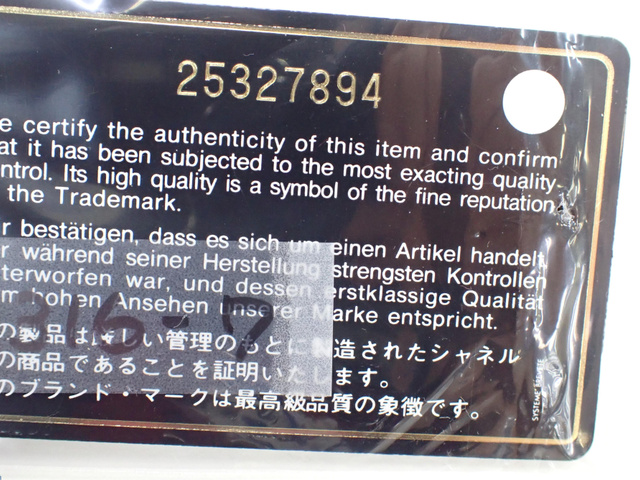 25327894
e certify the authenticity of this item and confirm
at it has been subjected to the most exacting quality-
ntrol. Its high quality is a symbol of the fine reputation
the Trademark.
r bestätigen, dass es sich um einen Artikel handelt,
r während seiner Herstellung strengsten Kontrollen
terworfen war, und dessen erstklassige Qualität
m hohen Ansehen unserer Marke entspricht.
316-7
の製品は厳しい管理のもとに製造されたシャネル
の商品であることを証明いたします。
のブランド・マークは最高級品質の象徴です。